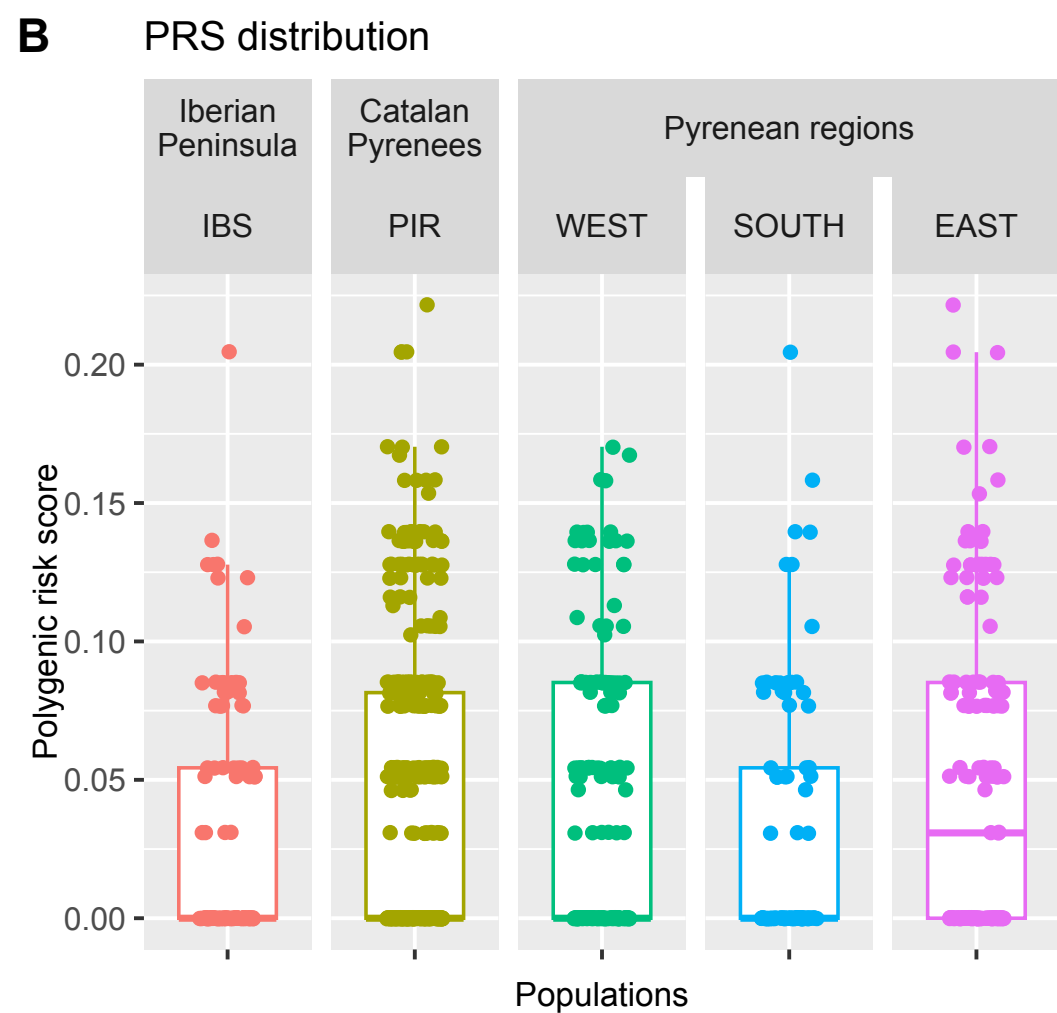 B PRS distribution
Iberian
Peninsula
Catalan
Pyrenees
Pyrenean regions
IBS
PIR
WEST
SOUTH
EAST
Polygenic risk score
0.20
0.15
0.10
0.05
0.00
Populations